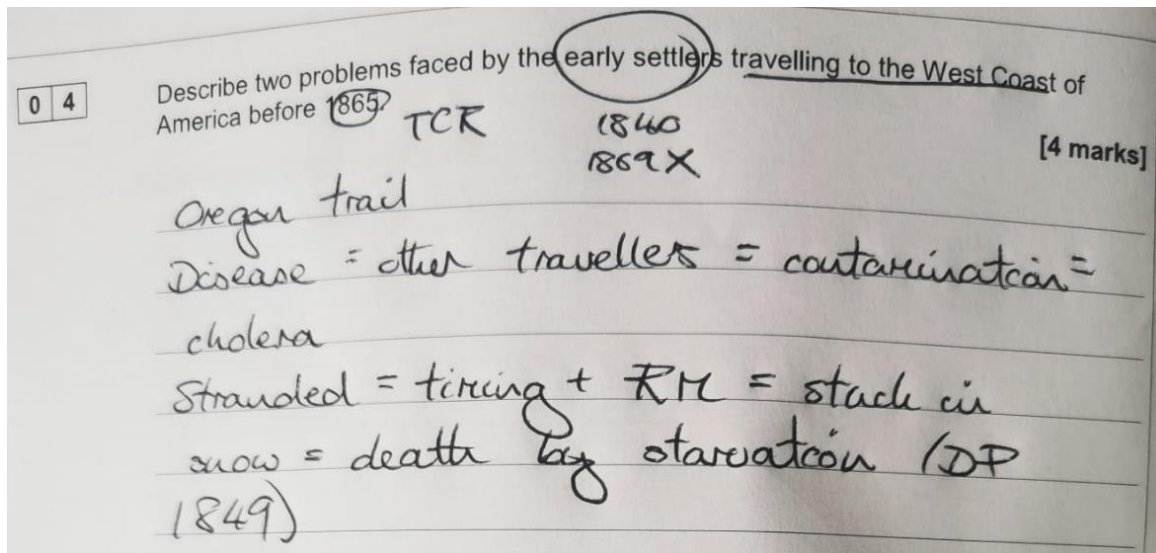 0 4
Describe two problems faced by the early settlers travelling to the West Coast of
America before 1865?
TCR
1840
1869 X
[4 marks]
Oregon trail
Disease = other travellers = contamination =
cholera
Stranded = timing + RM = stuck in
snow = death by starvation (DP
1849)